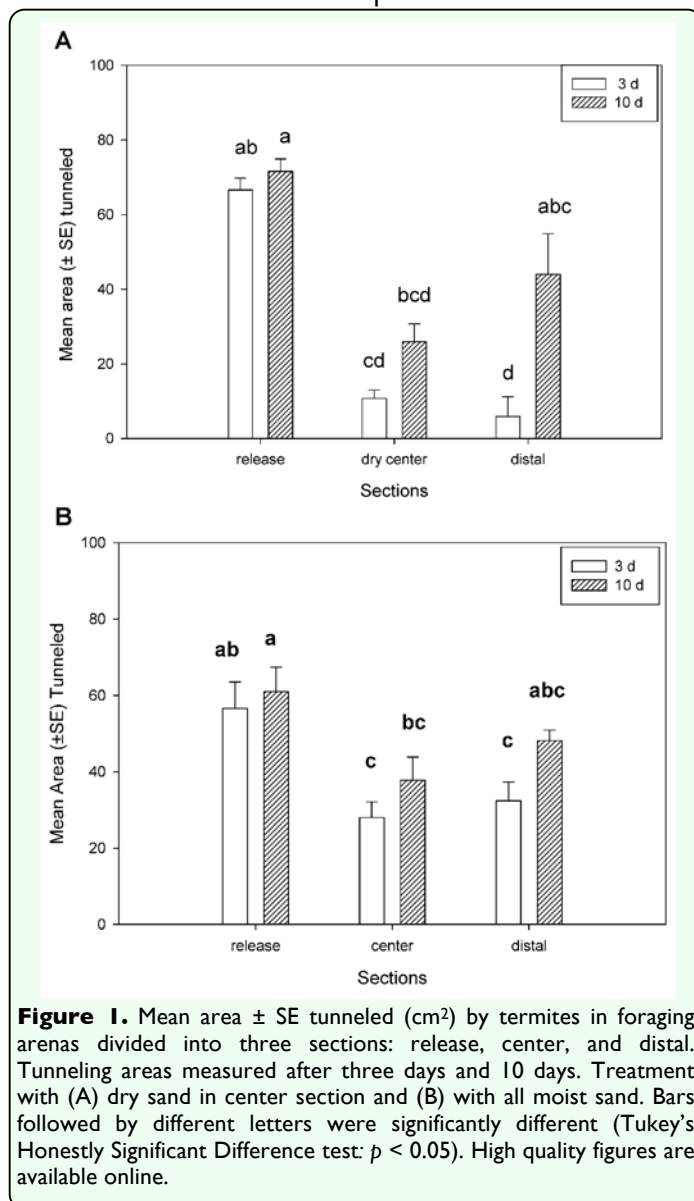 A
100
80
60
40
20
0
Mean area (± SE) tunneled
3 d
10 d
ab
a
cd
bcd
d
abc
release
dry center
distal
Sections
B
100
80
60
40
20
0
Mean Area (±SE) Tunneled
3 d
10 d
ab
a
c
bc
c
abc
release
center
distal
Sections
Figure 1. Mean area ± SE tunneled (cm²) by termites in foraging
arenas divided into three sections: release, center, and distal.
Tunneling areas measured after three days and 10 days. Treatment
with (A) dry sand in center section and (B) with all moist sand. Bars
followed by different letters were significantly different (Tukey's
Honestly Significant Difference test: p < 0.05). High quality figures are
available online.